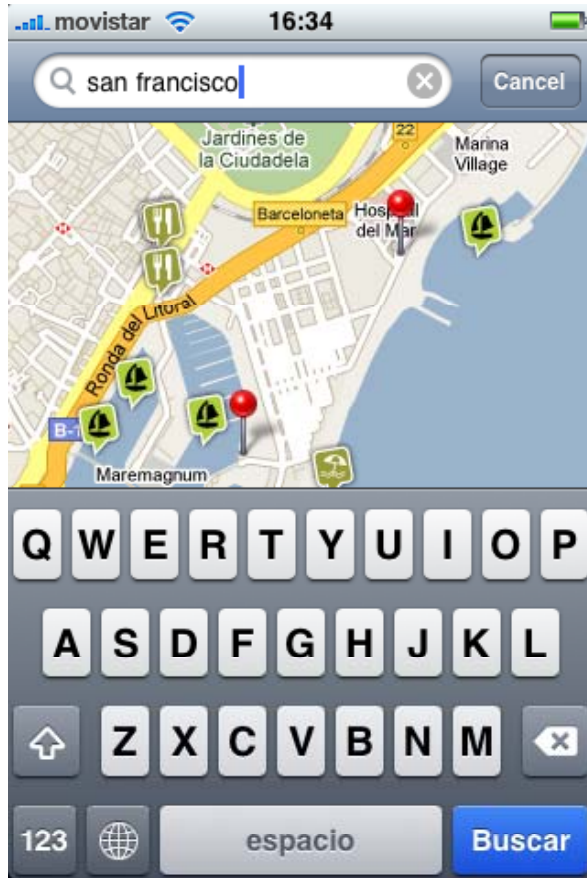 movistar 16:34
san francisco
Cancel
Jardines de
la Ciudadela
22
Marina
Village
Barceloneta
Hospital
del Mar
Ronda del Litoral
B-1
Maremagnum
Q W E R T Y U I O P
A S D F G H J K L
Z X C V B N M
123 espacio Buscar